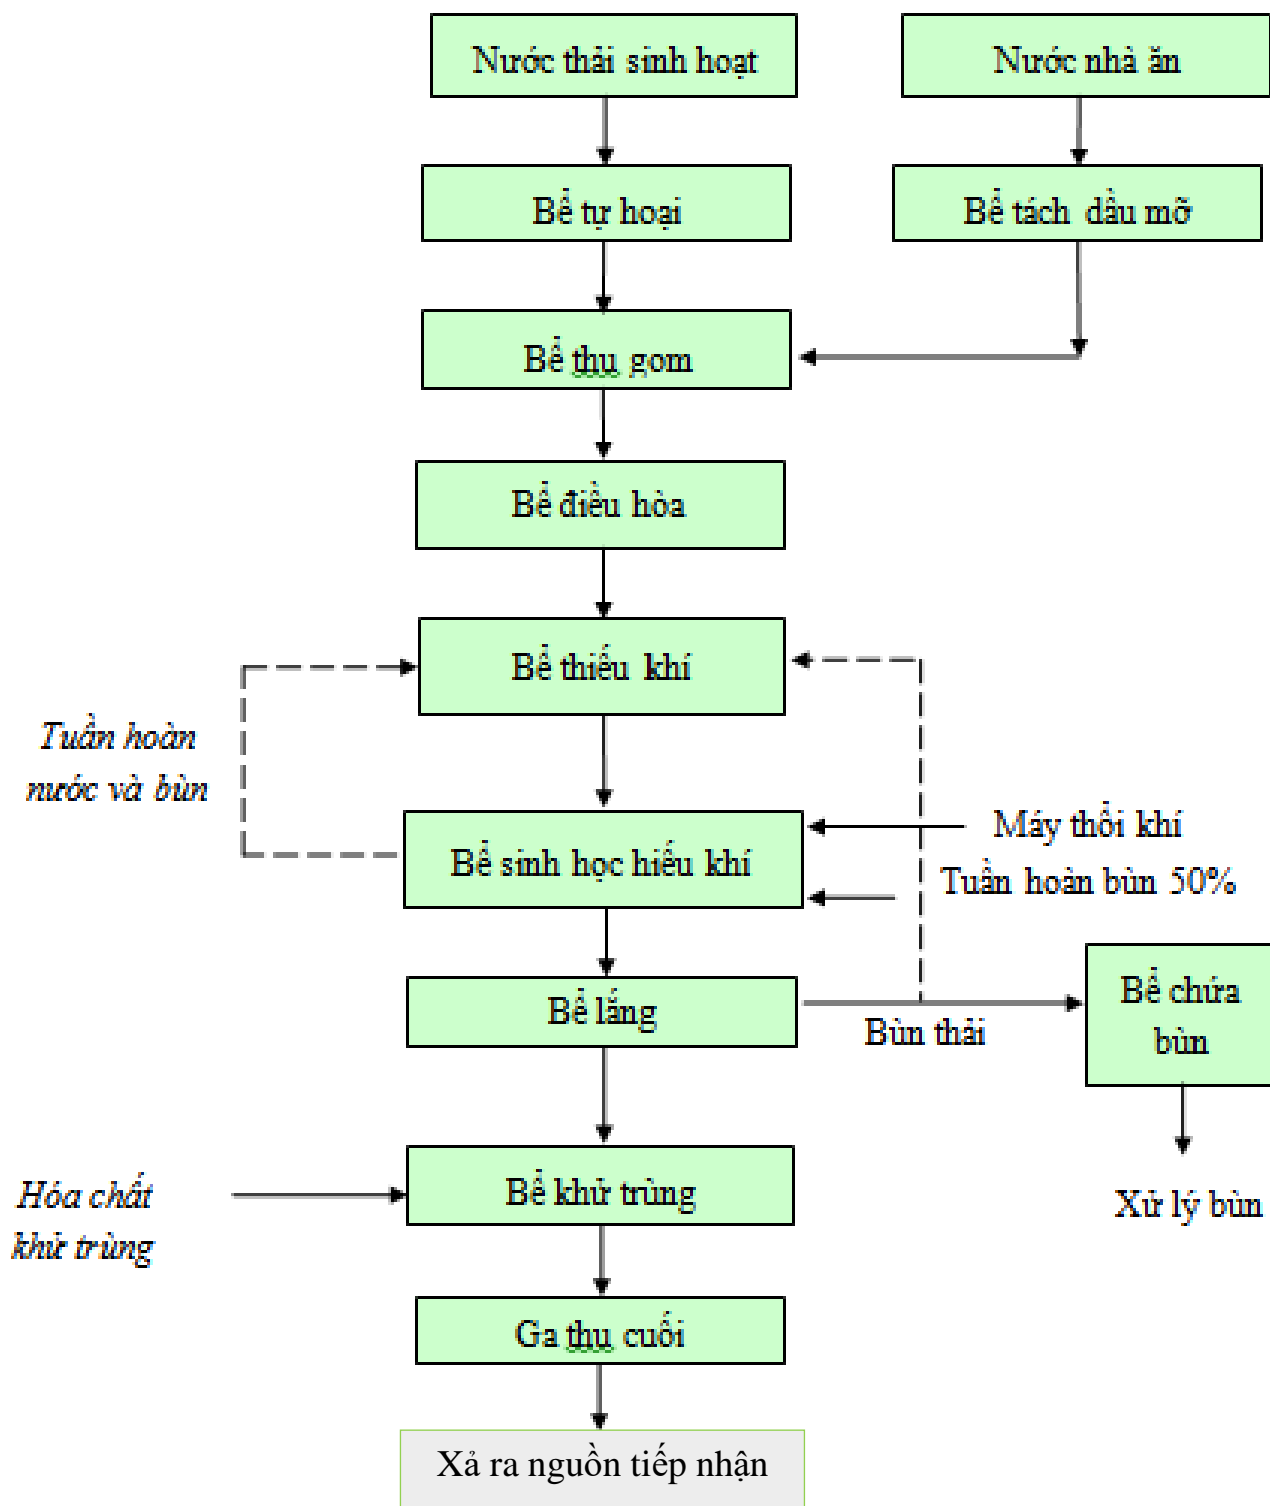 Nước thải sinh hoạt
Nước nhà ăn
Bể tự hoại
Bể tách dầu mỡ
Bể thu gom
Bể điều hòa
Bể thiếu khí
Tuần hoàn
nước và bùn
Máy thổi khí
Bể sinh học hiếu khí
Tuần hoàn bùn 50%
Bể lắng
Bùn thải
Bể chứa
bùn
Hóa chất
khử trùng
Bể khử trùng
Xử lý bùn
Ga thu cuối
Xả ra nguồn tiếp nhận